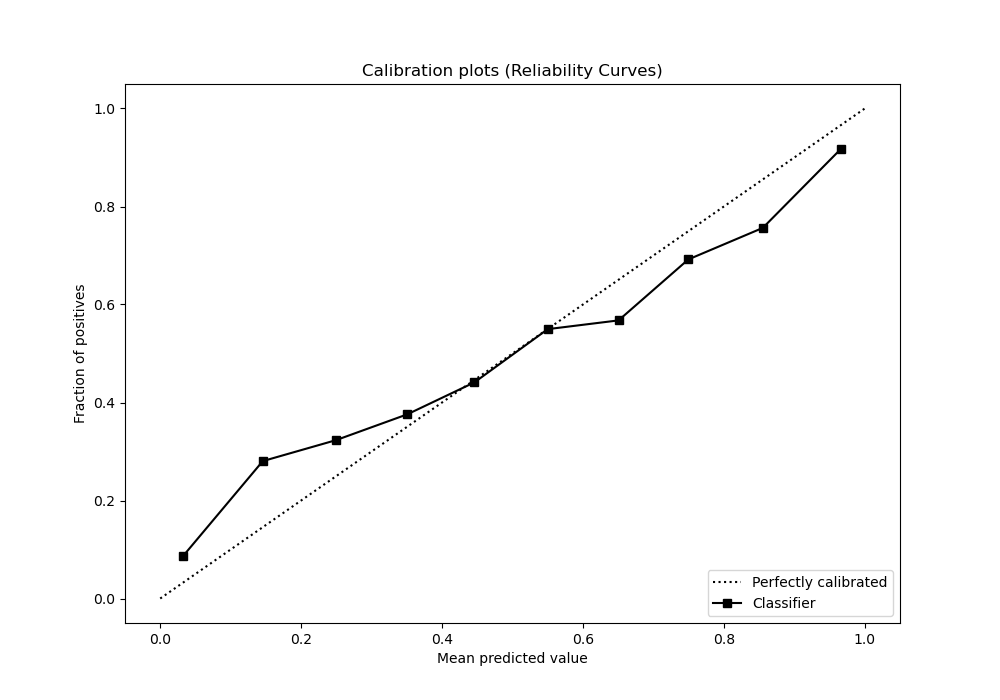 Calibration plots (Reliability Curves)
1.0
0.8
0.6
0.4
0.2
0.0
Fraction of positives
Perfectly calibrated
Classifier
0.0 0.2 0.4 0.6 0.8 1.0
Mean predicted value